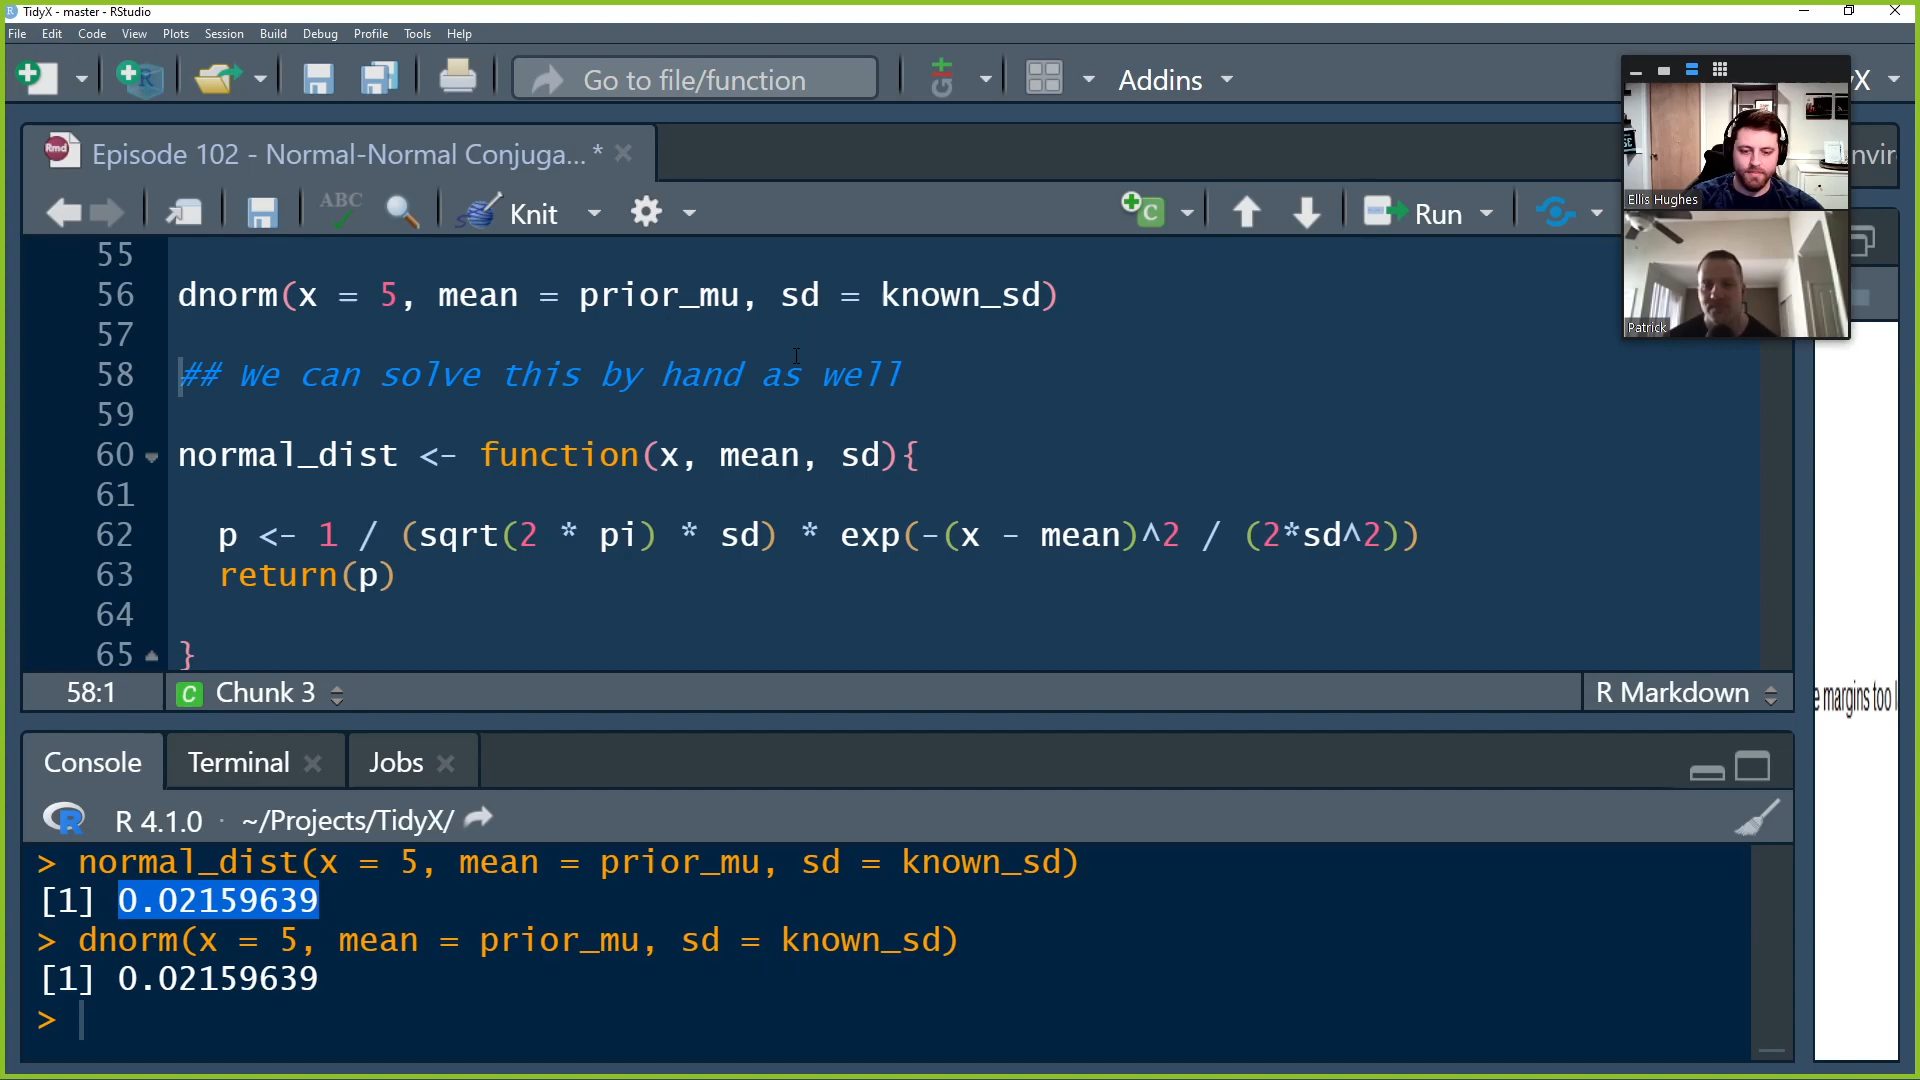 TidyX - master - RStudio
File Edit Code View Plots Session Build Debug Profile Tools Help
Go to file/function Addins
Episode 102 - Normal-Normal Conjuga... *
ABC Knit Run
55
56 dnorm(x = 5, mean = prior_mu, sd = known_sd)
57
58 ## We can solve this by hand as well
59
60 normal_dist <- function(x, mean, sd){
61
62 p <- 1 / (sqrt(2 * pi) * sd) * exp(-(x - mean)^2 / (2*sd^2))
63 return(p)
64
65 }
58:1 C Chunk 3 R Markdown
Console Terminal Jobs
R 4.1.0 · ~/Projects/TidyX/
> normal_dist(x = 5, mean = prior_mu, sd = known_sd)
[1] 0.02159639
> dnorm(x = 5, mean = prior_mu, sd = known_sd)
[1] 0.02159639
>
Ellis Hughes
Patrick
margins too